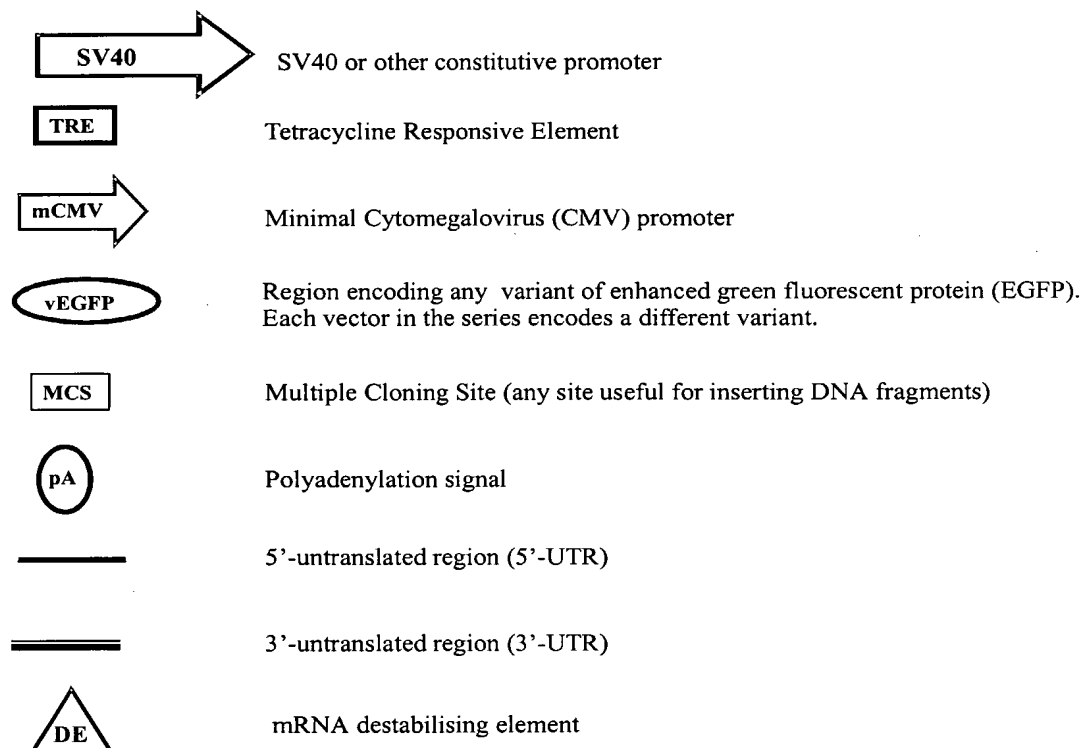 SV40 SV40 or other constitutive promoter
TRE Tetracycline Responsive Element
mCMV Minimal Cytomegalovirus (CMV) promoter
vEGFP Region encoding any variant of enhanced green fluorescent protein (EGFP).
Each vector in the series encodes a different variant.
MCS Multiple Cloning Site (any site useful for inserting DNA fragments)
pA Polyadenylation signal
5’-untranslated region (5’-UTR)
3’-untranslated region (3’-UTR)
DE mRNA destabilising element